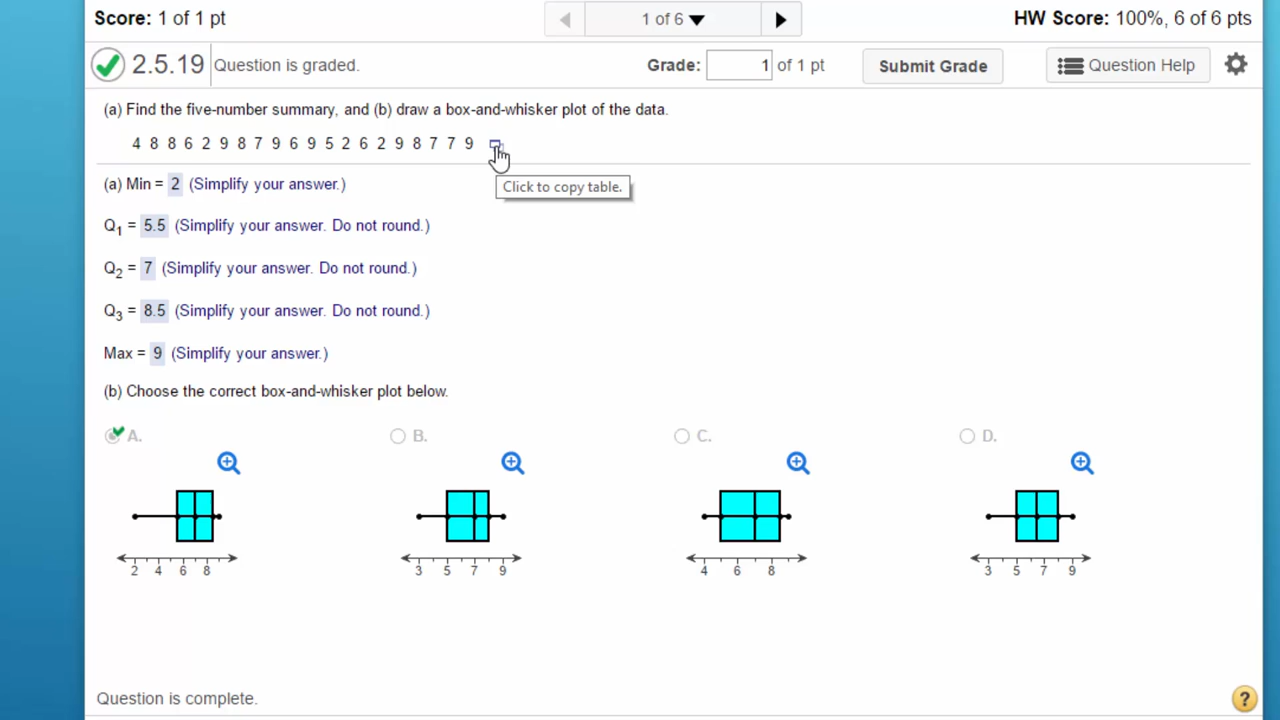 Score: 1 of 1 pt
1 of 6
HW Score: 100%, 6 of 6 pts
2.5.19
Question is graded.
Grade: 1 of 1 pt
Submit Grade
Question Help
(a) Find the five-number summary, and (b) draw a box-and-whisker plot of the data.
4 8 8 6 2 9 8 7 9 6 9 5 2 6 2 9 8 7 7 9
Click to copy table.
(a) Min = 2 (Simplify your answer.)
Q1 = 5.5 (Simplify your answer. Do not round.)
Q2 = 7 (Simplify your answer. Do not round.)
Q3 = 8.5 (Simplify your answer. Do not round.)
Max = 9 (Simplify your answer.)
(b) Choose the correct box-and-whisker plot below.
A. B. C. D.
2 4 6 8 3 5 7 9 4 6 8 3 5 7 9
Question is complete.
?